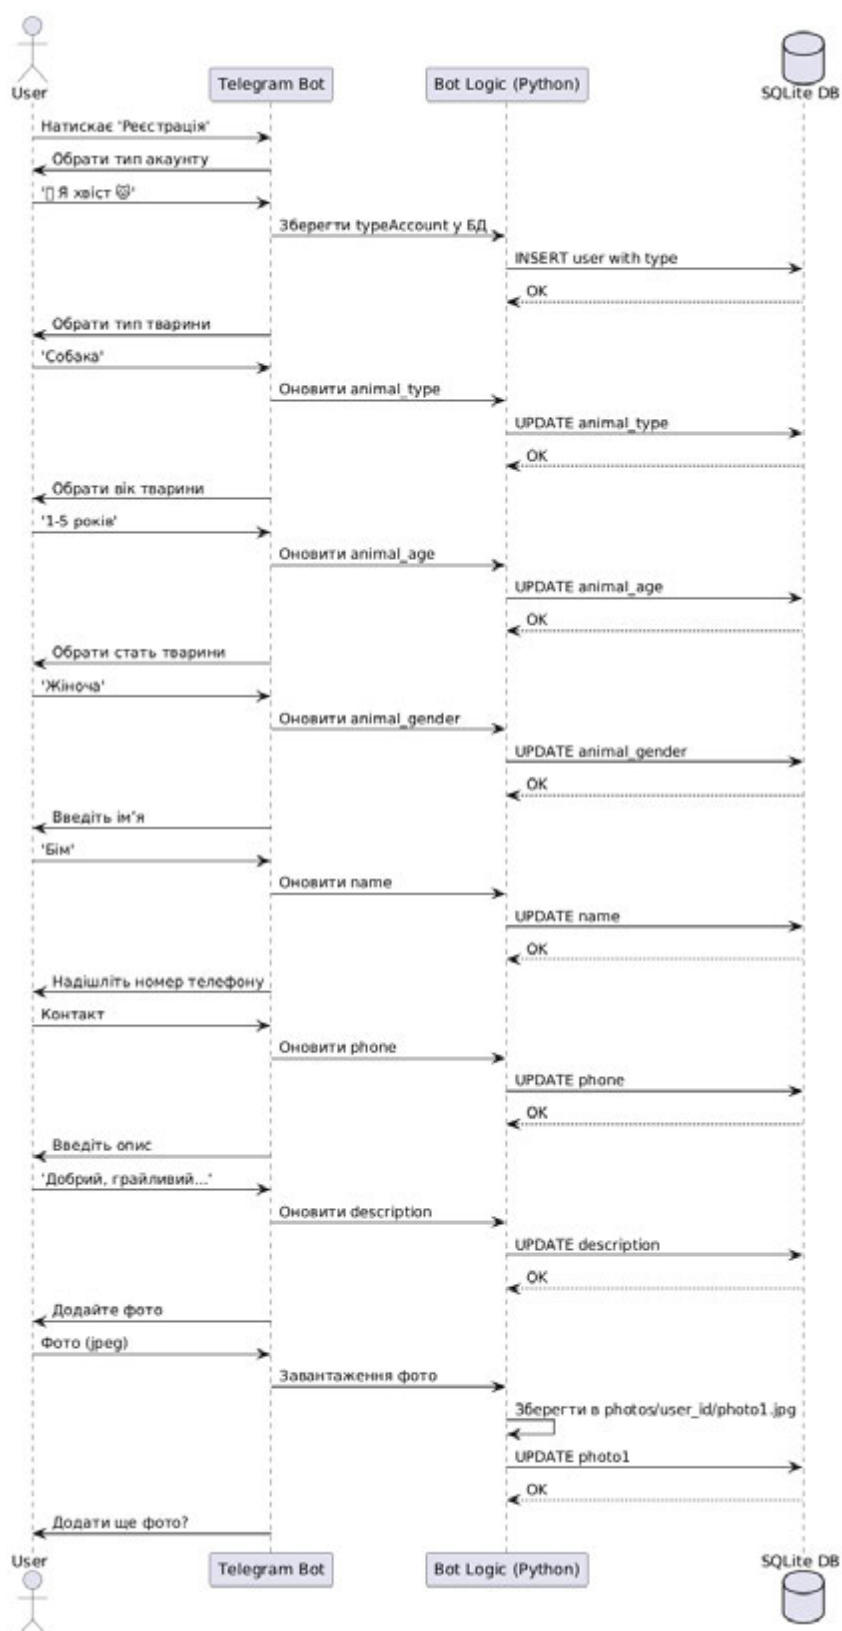 User
Telegram Bot
Bot Logic (Python)
SQLite DB
Натискає 'Реєстрація'
Обрати тип акаунту
'▯ Я хвіст 🐱'
Зберегти typeAccount у БД
INSERT user with type
OK
Обрати тип тварини
'Собака'
Оновити animal_type
UPDATE animal_type
OK
Обрати вік тварини
'1-5 років'
Оновити animal_age
UPDATE animal_age
OK
Обрати стать тварини
'Жіноча'
Оновити animal_gender
UPDATE animal_gender
OK
Введіть ім'я
'Бім'
Оновити name
UPDATE name
OK
Надішліть номер телефону
Контакт
Оновити phone
UPDATE phone
OK
Введіть опис
'Добрий, грайливий...'
Оновити description
UPDATE description
OK
Додайте фото
Фото (jpeg)
Завантаження фото
Зберегти в photos/user_id/photo1.jpg
UPDATE photo1
OK
Додати ще фото?
User
Telegram Bot
Bot Logic (Python)
SQLite DB